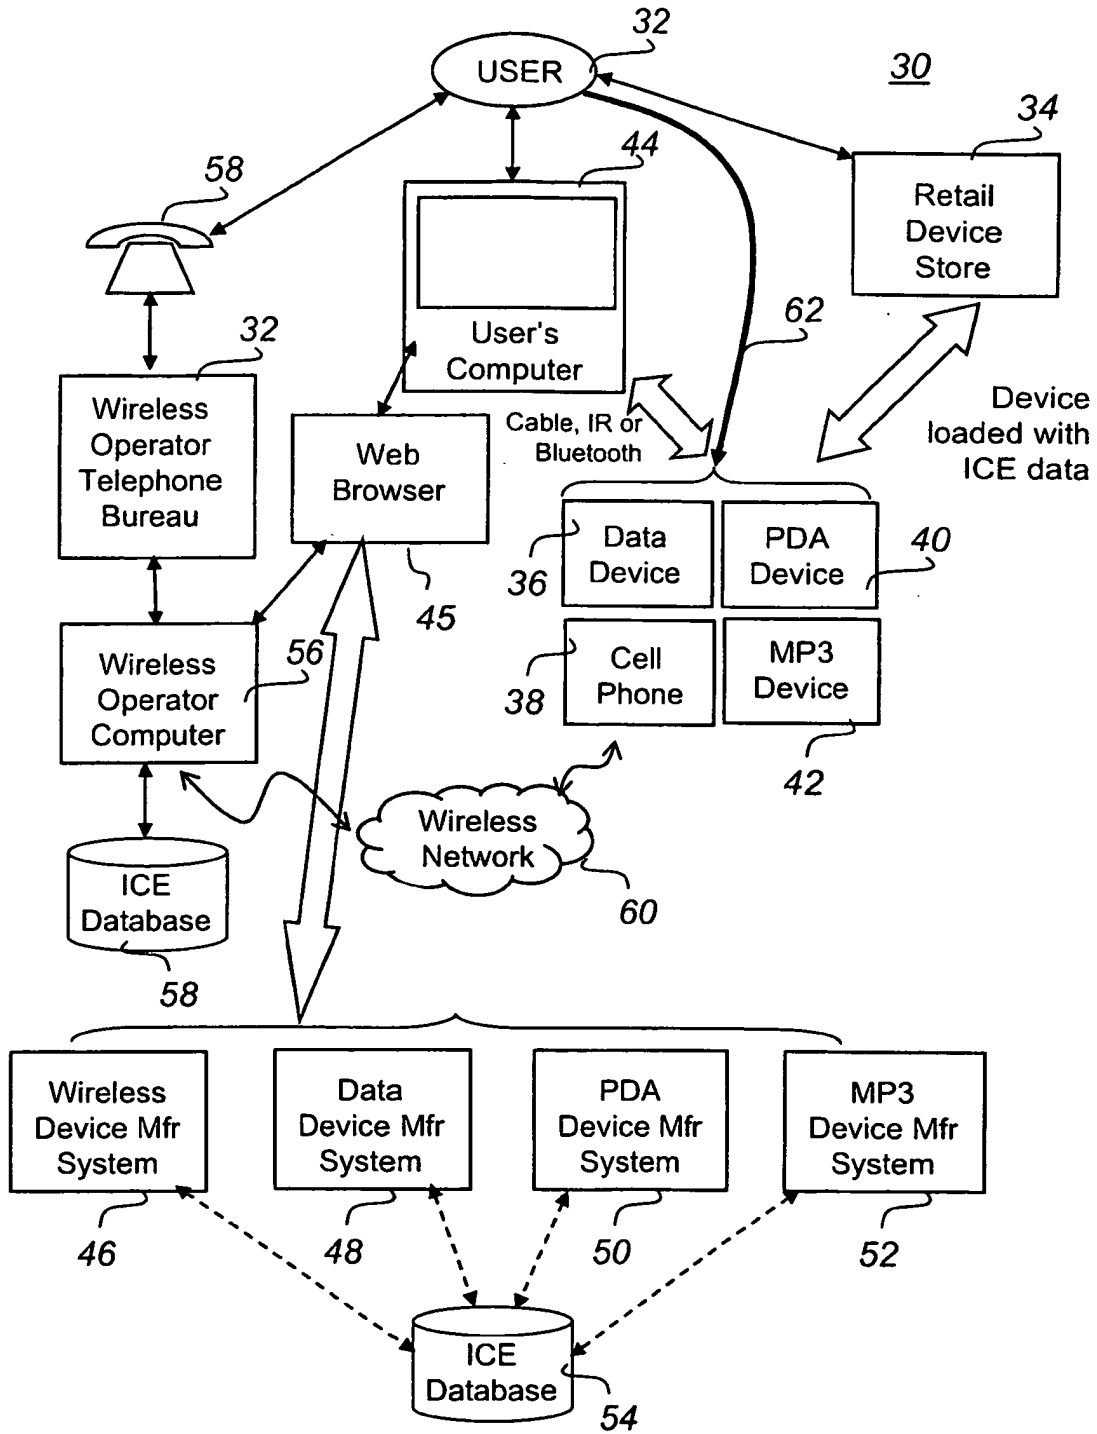 32
USER
30
34
58
44
Retail
Device
Store
User's
Computer
62
32
Wireless
Operator
Telephone
Bureau
Web
Browser
Cable, IR or
Bluetooth
Device
loaded with
ICE data
Data
Device
36
PDA
Device
40
45
Wireless
Operator
Computer
56
Cell
Phone
38
MP3
Device
42
Wireless
Network
60
ICE
Database
58
Wireless
Device Mfr
System
46
Data
Device Mfr
System
48
PDA
Device Mfr
System
50
MP3
Device Mfr
System
52
ICE
Database
54